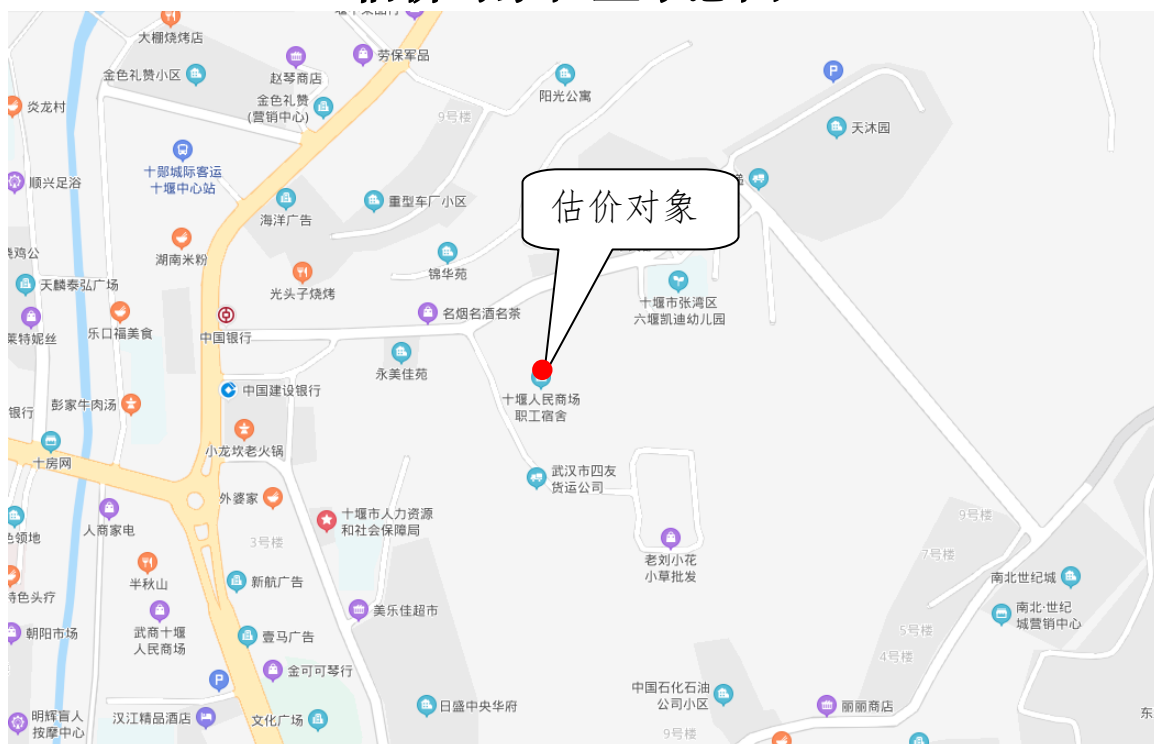 大棚烧烤店
劳保军品
金色礼赞小区
赵琴商店
阳光公寓
P
炎龙村
金色礼赞
(营销中心)
9号楼
天沐园
十郧城际客运
十堰中心站
顺兴足浴
海洋广告
重型车厂小区
估价对象
湖南米粉
锦华苑
天麟泰弘广场
光头子烧烤
十堰市张湾区
六堰凯迪幼儿园
名烟名酒名茶
莱特妮丝
乐口福美食
中国银行
永美佳苑
中国建设银行
十堰人民商场
职工宿舍
银行
彭家牛肉汤
小龙坎老火锅
十房网
武汉市四友
货运公司
外婆家
十堰市人力资源
和社会保障局
人商家电
3号楼
9号楼
老刘小花
小草批发
7号楼
半秋山
新航广告
南北世纪城
特色头疗
美乐佳超市
南北·世纪
城营销中心
朝阳市场
武商十堰
人民商场
壹马广告
5号楼
4号楼
金可可琴行
P
中国石化石油
公司小区
日盛中央华府
丽丽商店
明辉盲人
按摩中心
汉江精品酒店
文化广场
9号楼
东